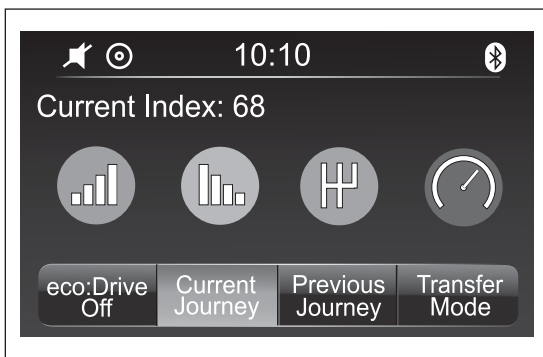 10:10
Current Index: 68
eco:Drive Off
Current Journey
Previous Journey
Transfer Mode